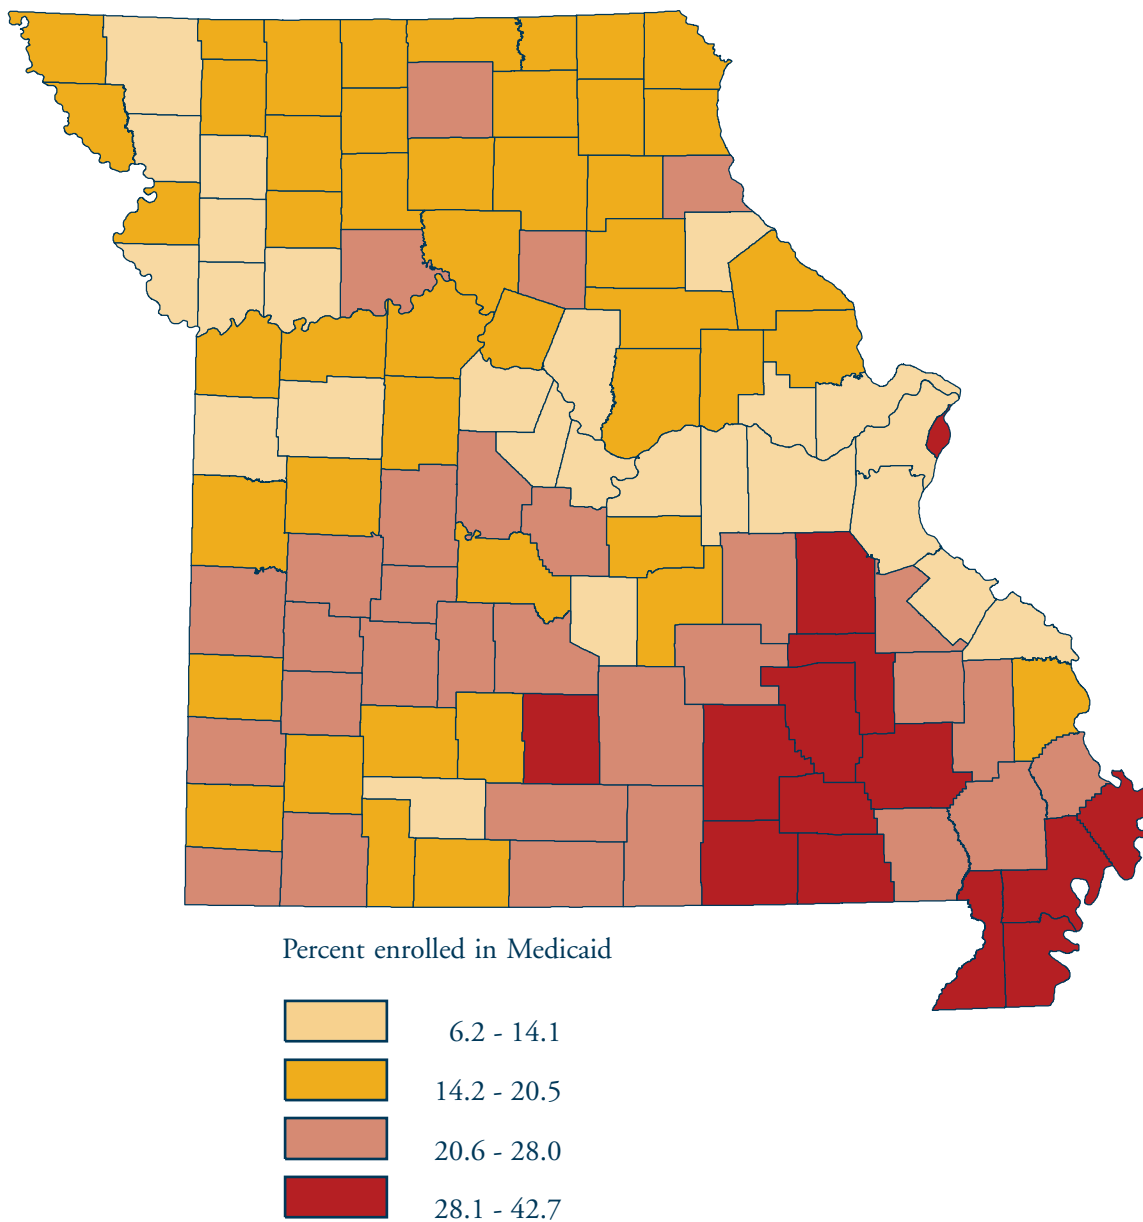 Percent enrolled in Medicaid
6.2 - 14.1
14.2 - 20.5
20.6 - 28.0
28.1 - 42.7